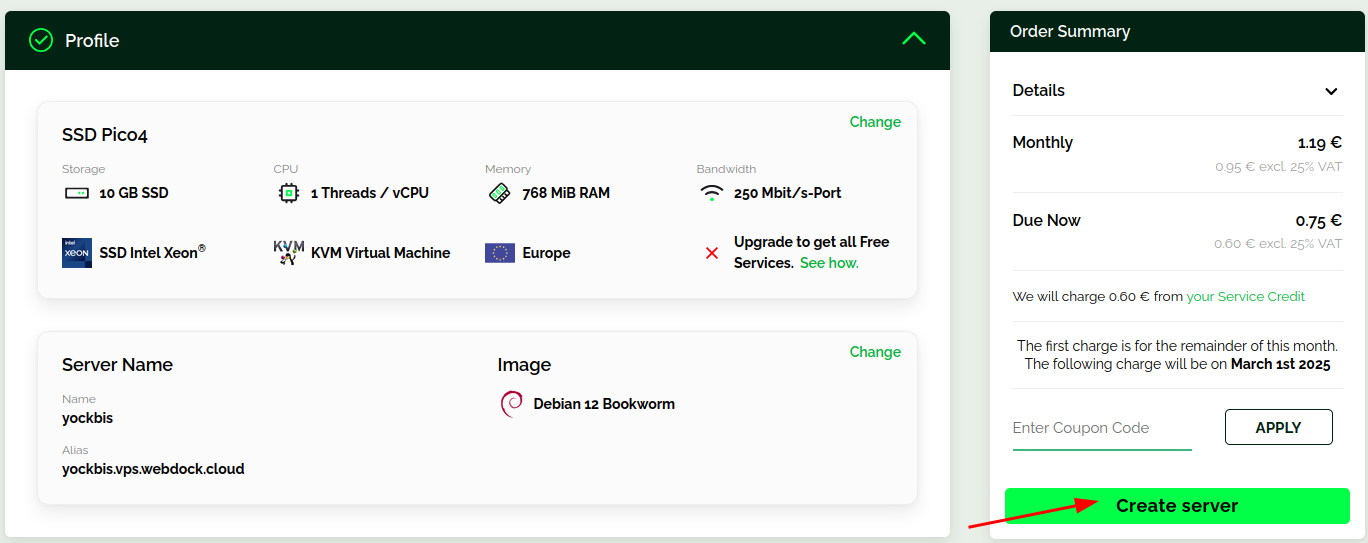 Profile
SSD Pico4
Change
Storage
10 GB SSD
CPU
1 Threads / vCPU
Memory
768 MiB RAM
Bandwidth
250 Mbit/s-Port
intel
XEON
SSD Intel Xeon®
KVM
KVM Virtual Machine
Europe
Upgrade to get all Free
Services. See how.
Server Name
Change
Name
yockbis
Alias
yockbis.vps.webdock.cloud
Image
Debian 12 Bookworm
Order Summary
Details
Monthly
1.19 €
0.95 € excl. 25% VAT
Due Now
0.75 €
0.60 € excl. 25% VAT
We will charge 0.60 € from your Service Credit
The first charge is for the remainder of this month.
The following charge will be on March 1st 2025
Enter Coupon Code
APPLY
Create server